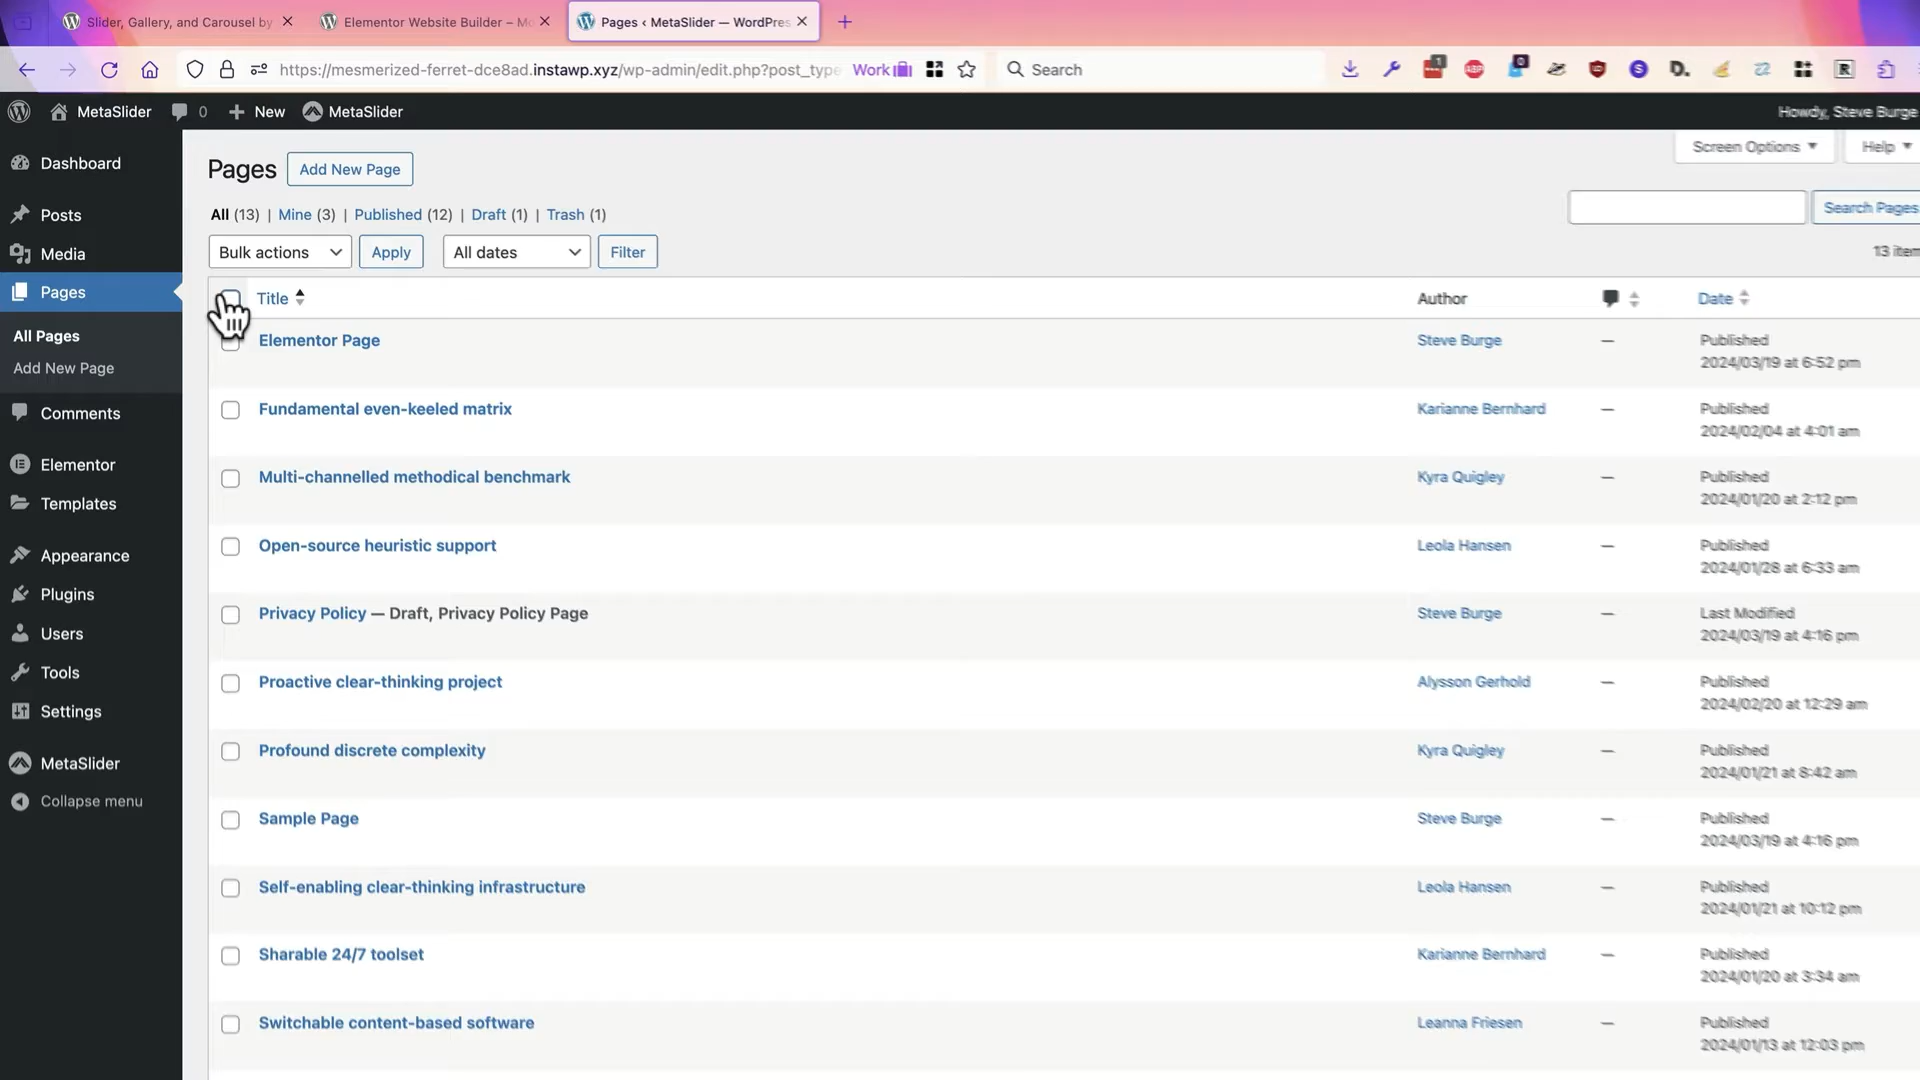 Slider, Gallery, and Carousel by
Elementor Website Builder – Mo
Pages ‹ MetaSlider — WordPres
https://mesmerized-ferret-dce8ad.instawp.xyz/wp-admin/edit.php?post_type
Work
Search
MetaSlider
0
New
MetaSlider
Howdy, Steve Burge
Dashboard
Posts
Media
Pages
All Pages
Add New Page
Comments
Elementor
Templates
Appearance
Plugins
Users
Tools
Settings
MetaSlider
Collapse menu
Screen Options
Help
Pages
Add New Page
All (13) | Mine (3) | Published (12) | Draft (1) | Trash (1)
Search Pages
Bulk actions
Apply
All dates
Filter
13 item
Title
Author
Date
Elementor Page
Steve Burge
—
Published
2024/03/19 at 6:52 pm
Fundamental even-keeled matrix
Karianne Bernhard
—
Published
2024/02/04 at 4:01 am
Multi-channelled methodical benchmark
Kyra Quigley
—
Published
2024/01/20 at 2:12 pm
Open-source heuristic support
Leola Hansen
—
Published
2024/01/28 at 6:33 am
Privacy Policy — Draft, Privacy Policy Page
Steve Burge
—
Last Modified
2024/03/19 at 4:16 pm
Proactive clear-thinking project
Alysson Gerhold
—
Published
2024/02/20 at 12:29 am
Profound discrete complexity
Kyra Quigley
—
Published
2024/01/21 at 8:42 am
Sample Page
Steve Burge
—
Published
2024/03/19 at 4:16 pm
Self-enabling clear-thinking infrastructure
Leola Hansen
—
Published
2024/01/21 at 10:12 pm
Sharable 24/7 toolset
Karianne Bernhard
—
Published
2024/01/20 at 3:34 am
Switchable content-based software
Leanna Friesen
—
Published
2024/01/13 at 12:03 pm